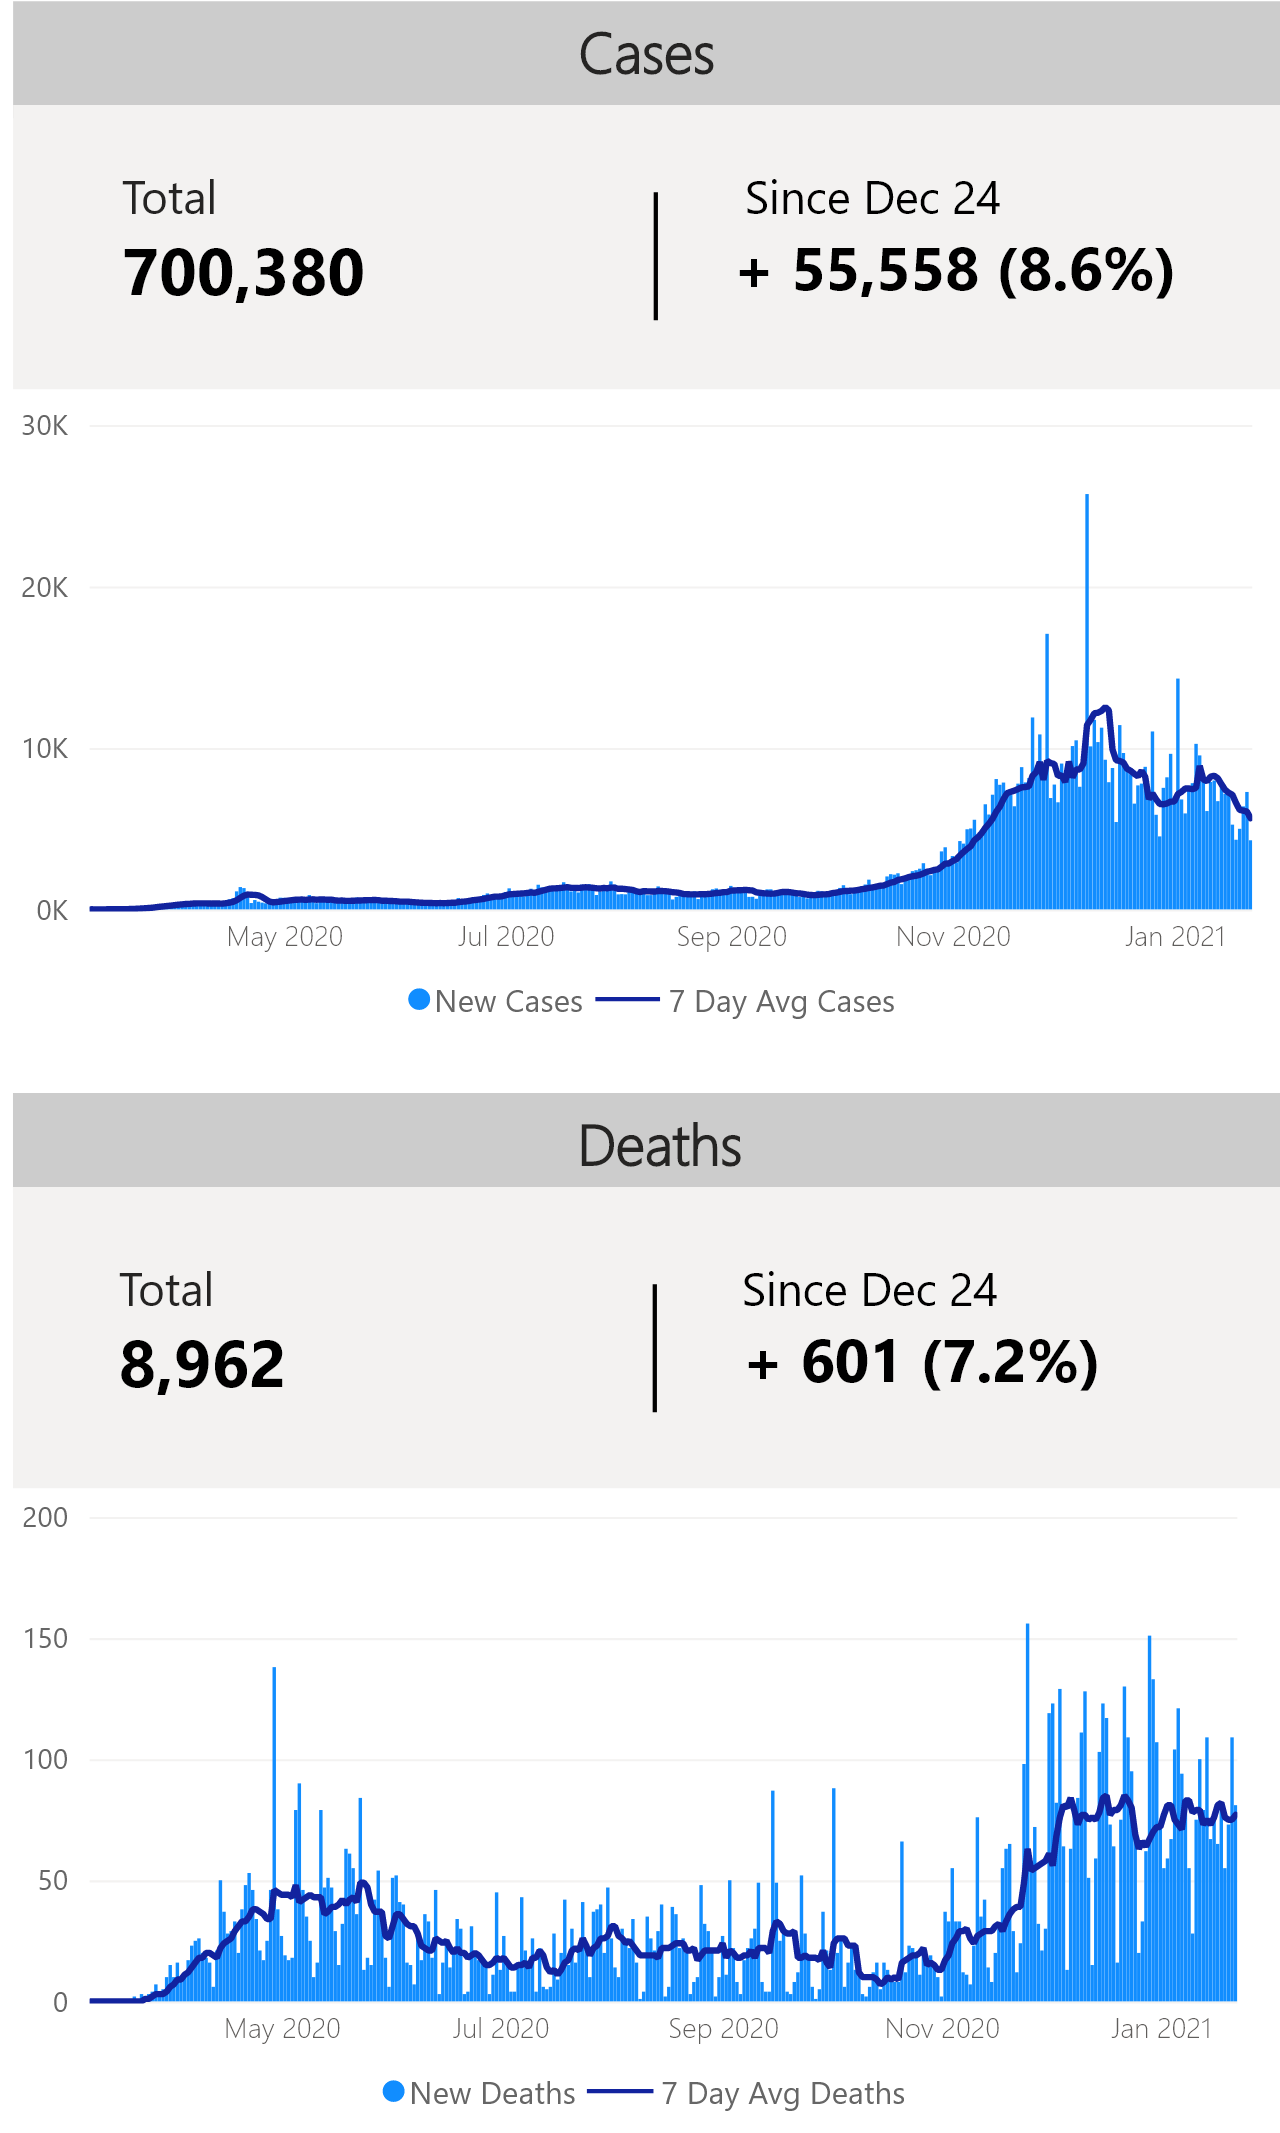 Cases
Total
Since Dec 24
700,380
+ 55,558 (8.6%)
30K
20K
10K
0K
May 2020
Jul 2020
Sep 2020
Nov 2020
Jan 2021
New Cases
7 Day Avg Cases
Deaths
Total
Since Dec 24
8,962
+ 601 (7.2%)
200
150
100
50
0
May 2020
Jul 2020
Sep 2020
Nov 2020
Jan 2021
New Deaths
7 Day Avg Deaths